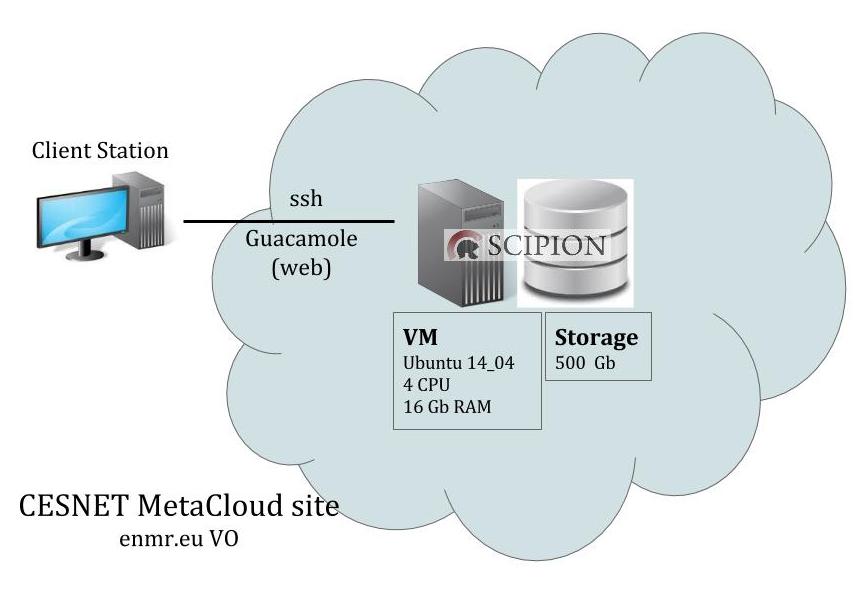 Client Station
ssh
Guacamole
(web)
SCIPION
VM
Ubuntu 14_04
4 CPU
16 Gb RAM
Storage
500 Gb
CESNET MetaCloud site
enmr.eu VO